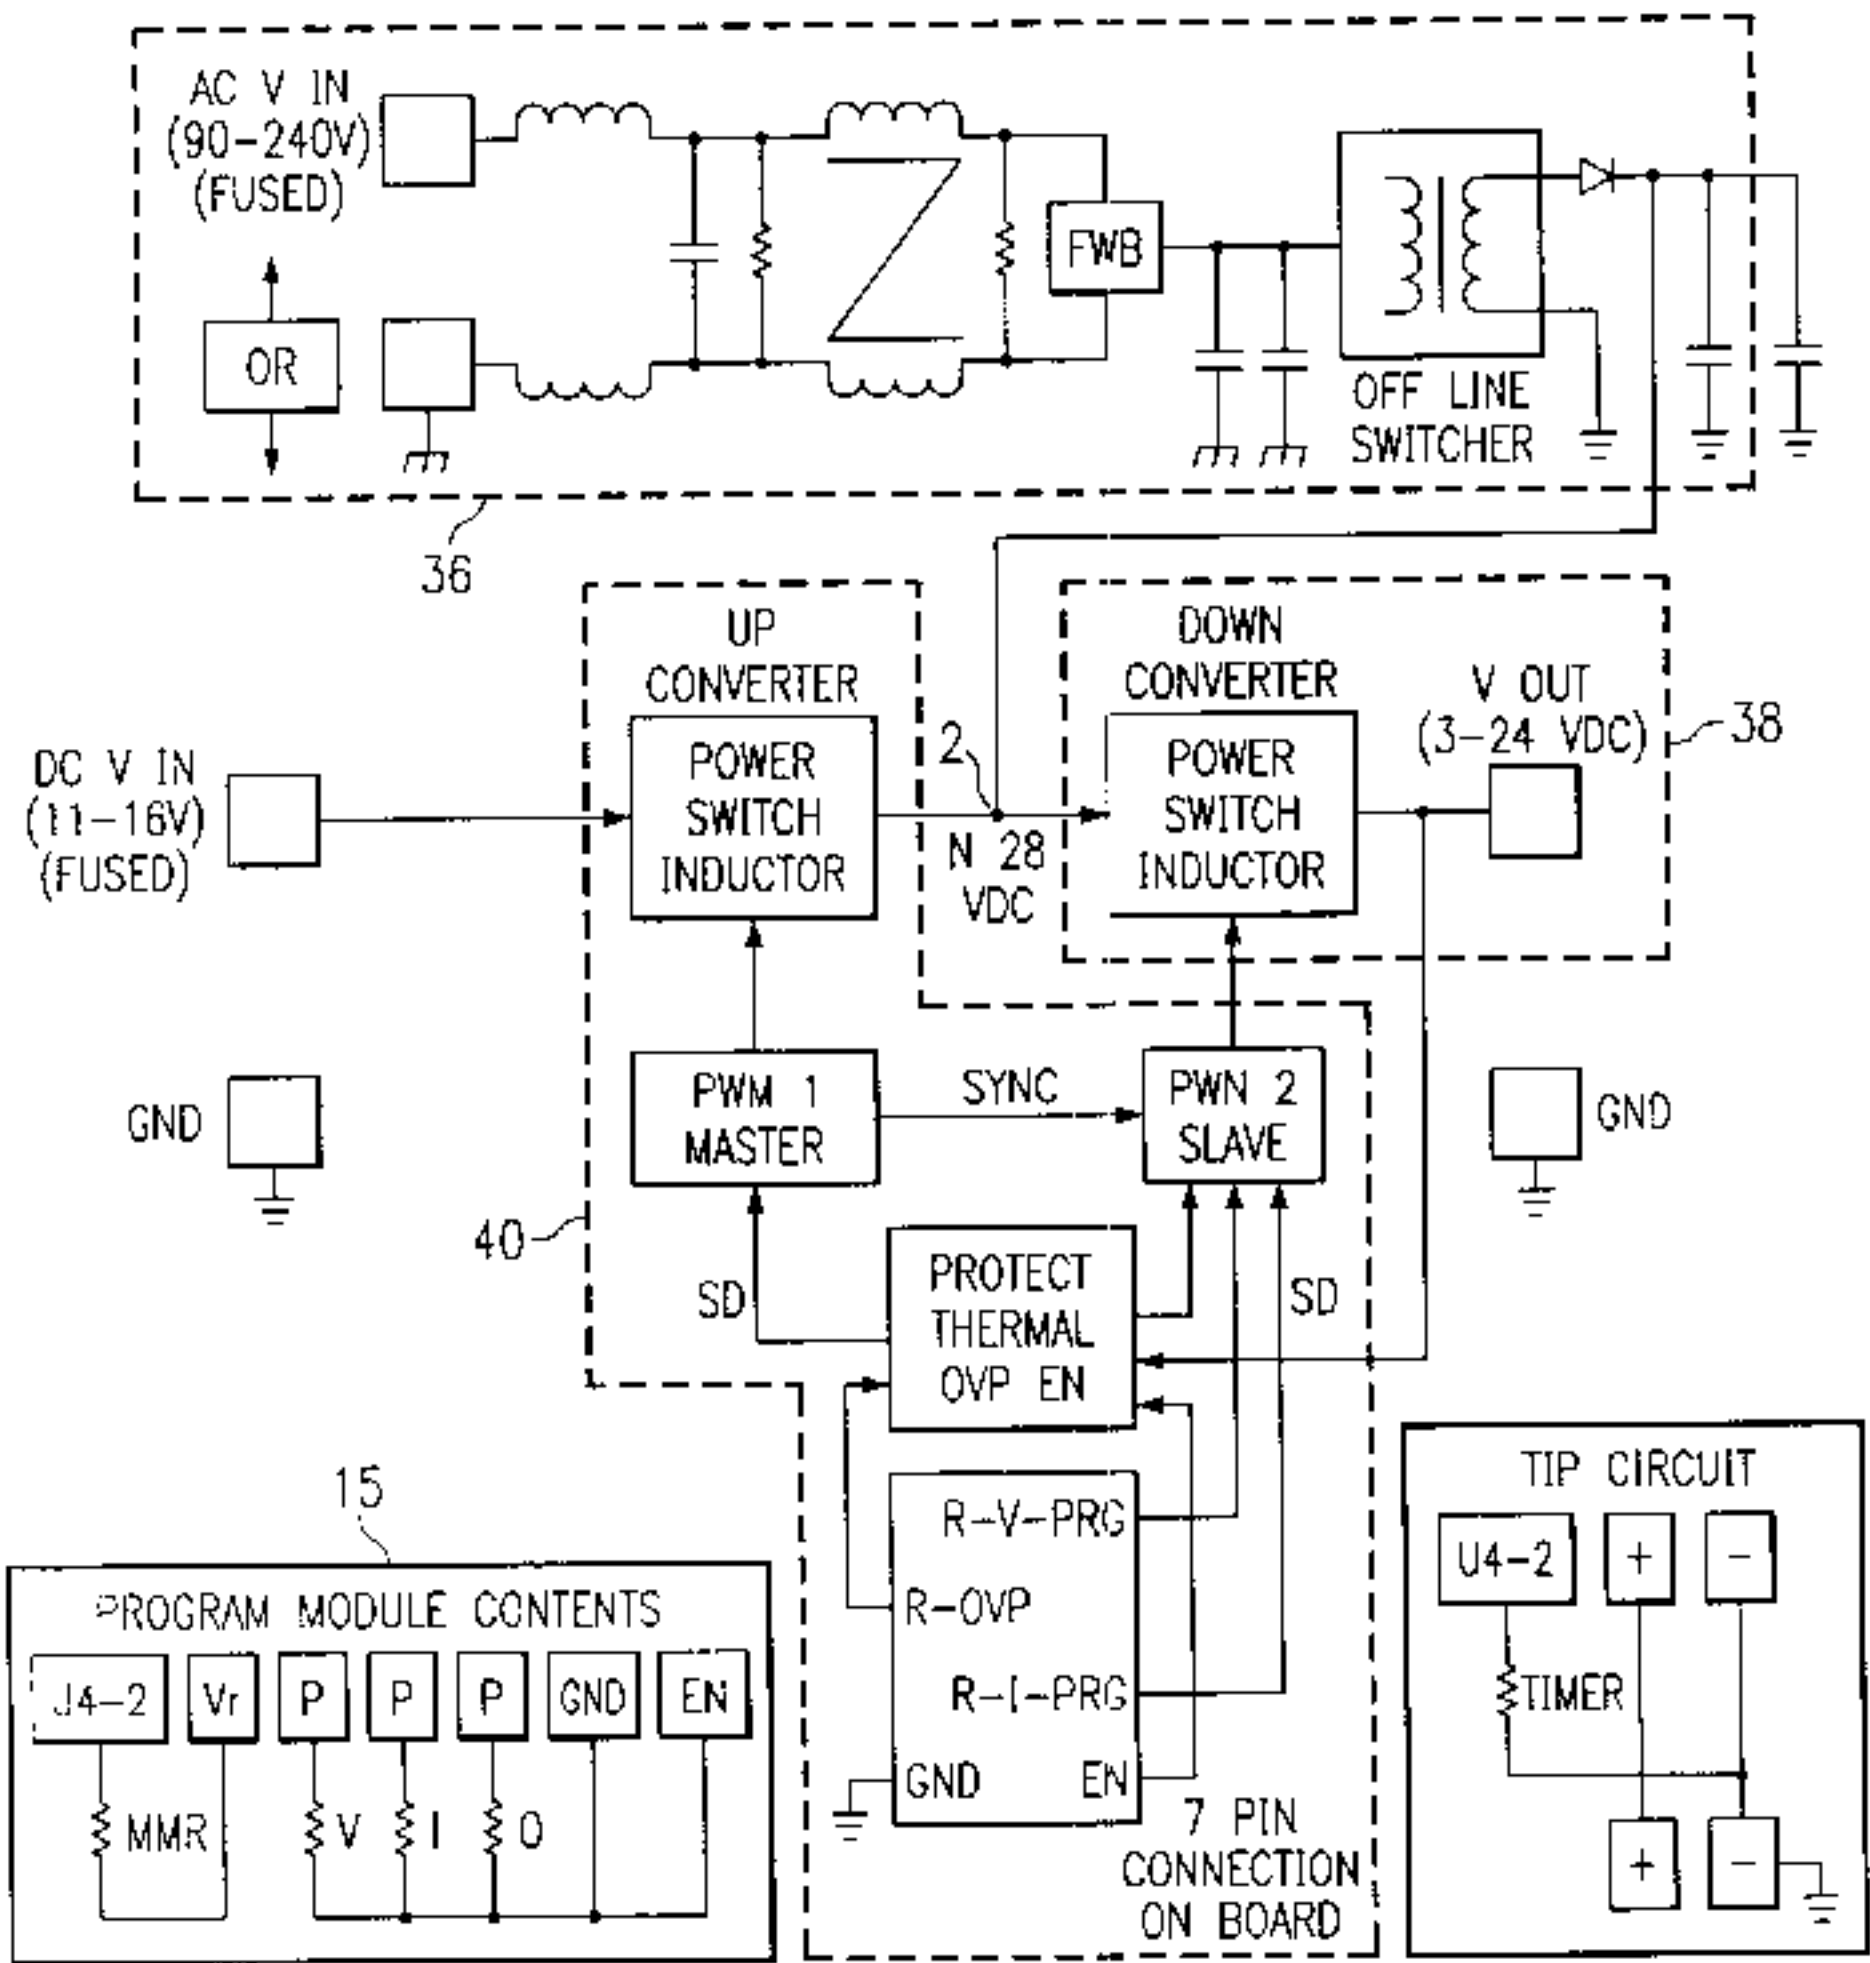 AC V IN
(90-240V)
(FUSED)
OR
FWB
OFF LINE
SWITCHER
36
UP
CONVERTER
DOWN
CONVERTER
V OUT
(3-24 VDC)
38
DC V IN
(11-16V)
(FUSED)
POWER
SWITCH
INDUCTOR
2
N 28
VDC
POWER
SWITCH
INDUCTOR
GND
PWM 1
MASTER
SYNC
PWN 2
SLAVE
GND
40
SD
PROTECT
THERMAL
OVP EN
SD
R-V-PRG
R-OVP
R-I-PRG
GND
EN
7 PIN
CONNECTION
ON BOARD
15
PROGRAM MODULE CONTENTS
J4-2
Vr
P
P
P
GND
EN
MMR
V
I
O
TIP CIRCUIT
U4-2
+
-
TIMER
+
-